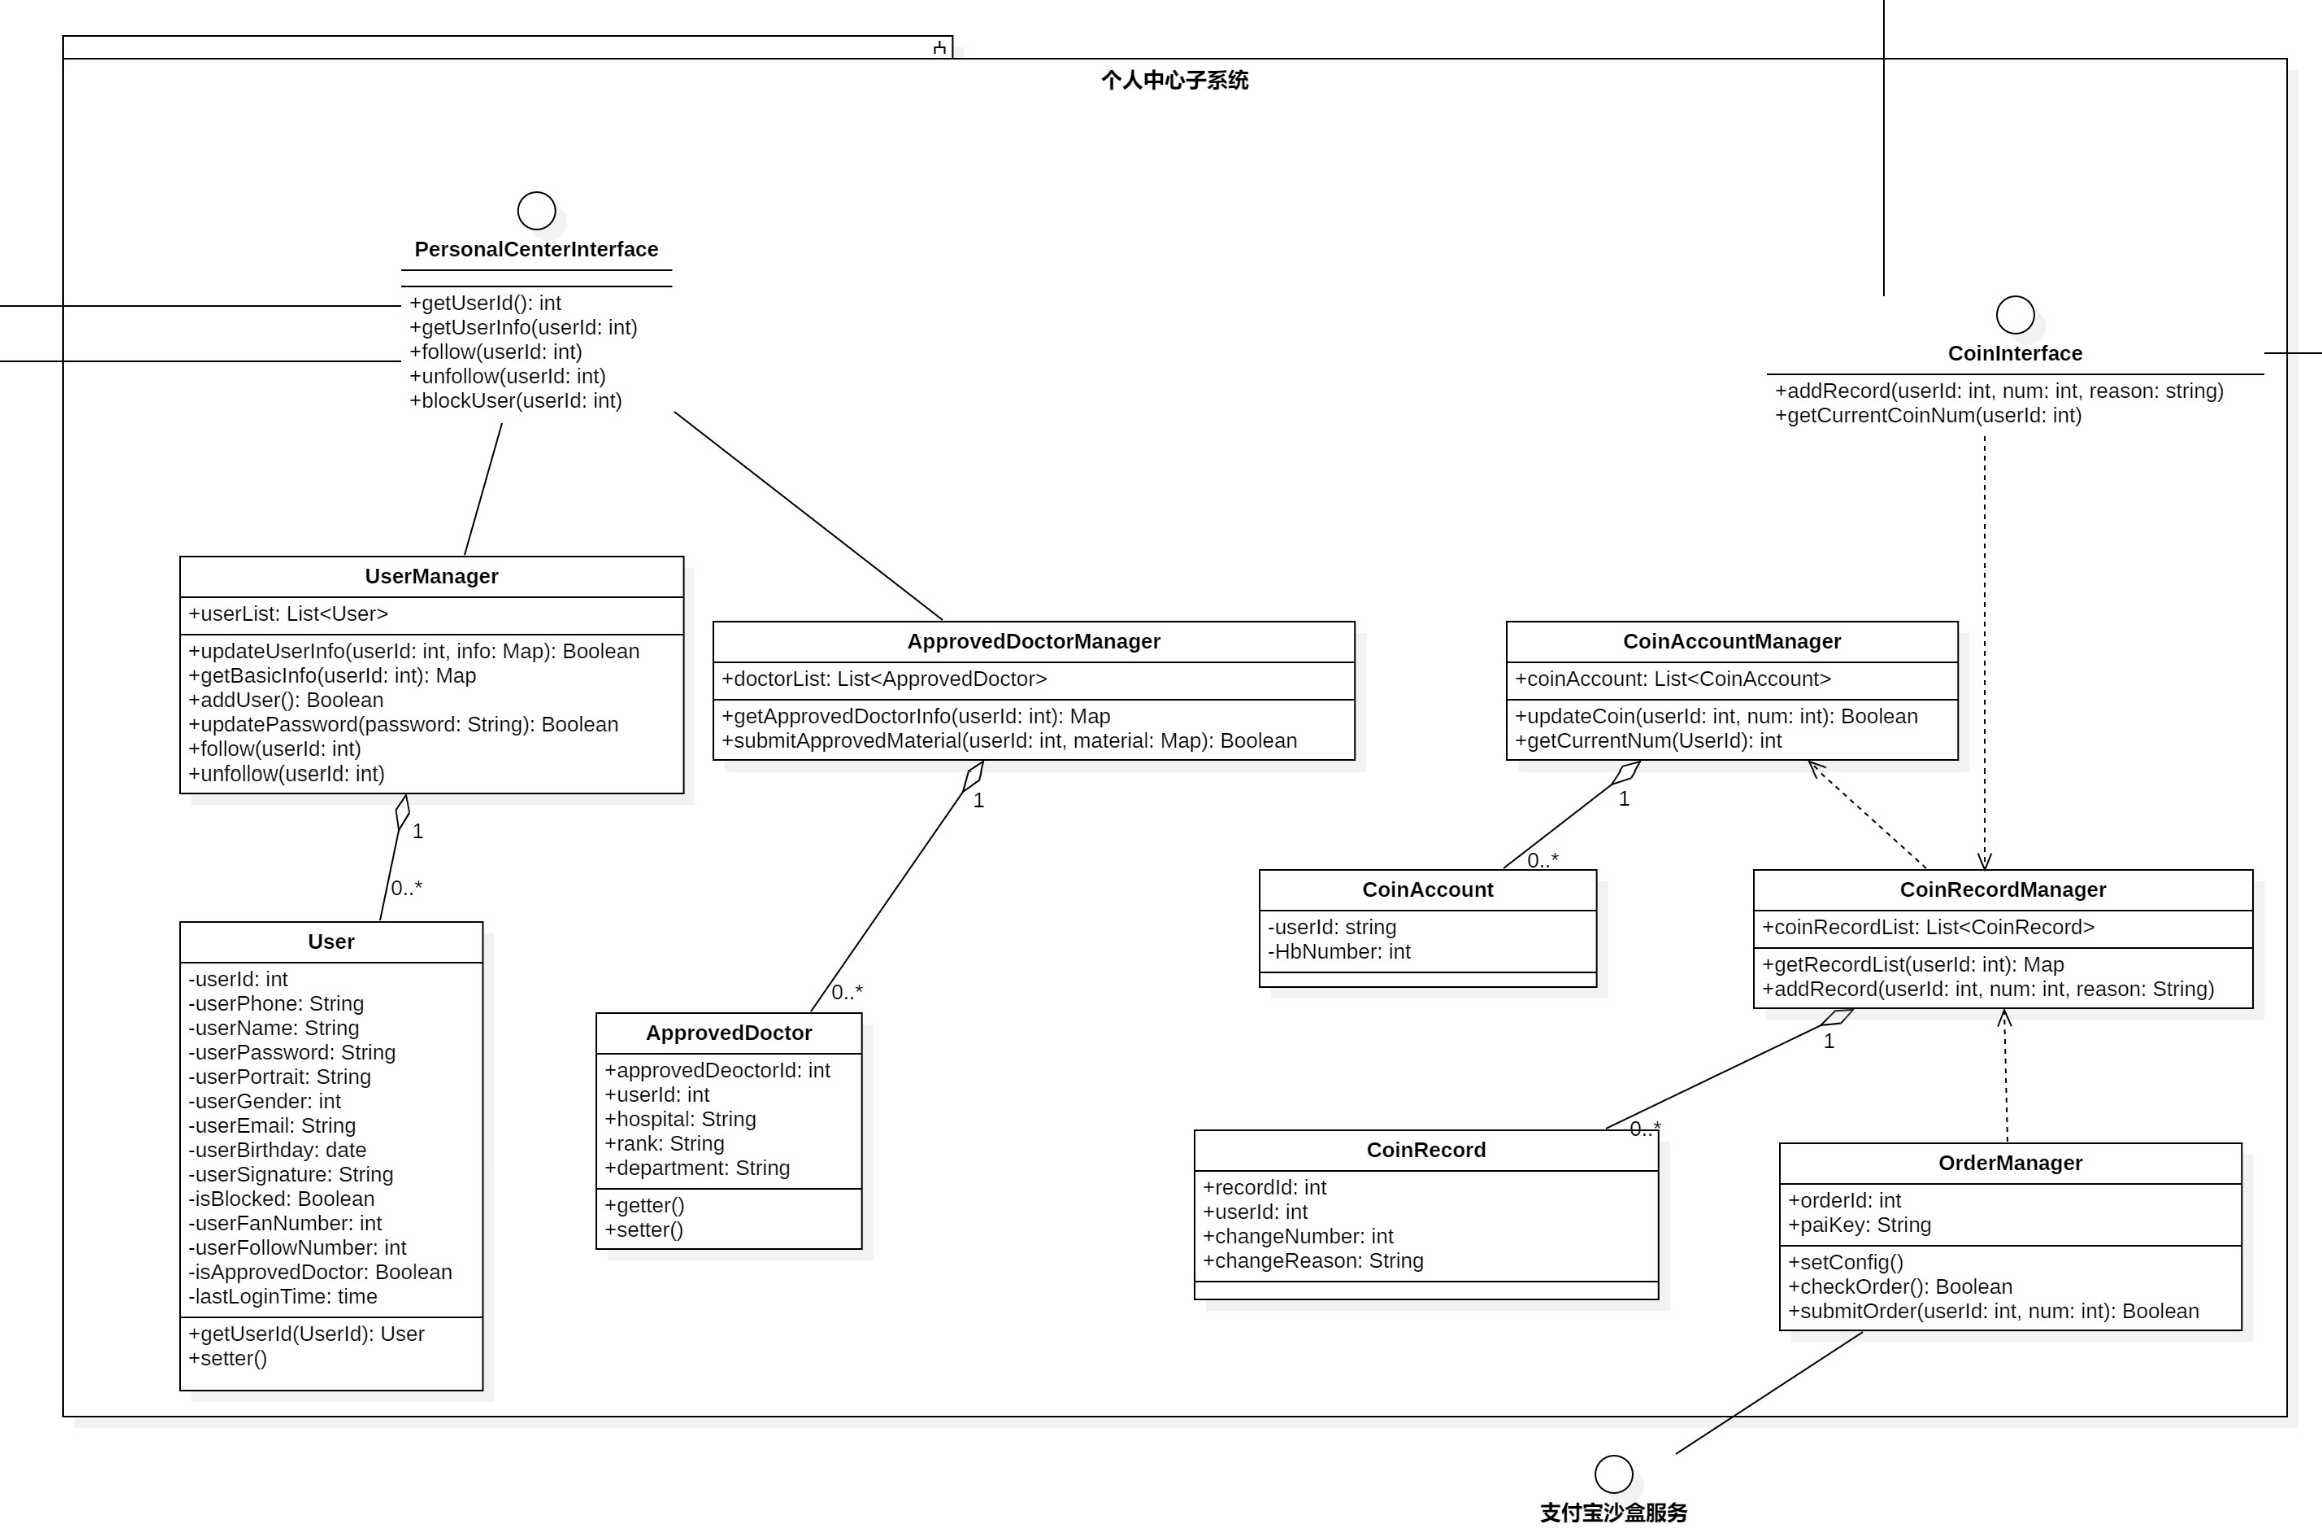 个人中心子系统
PersonalCenterInterface
+getUserId(): int
+getUserInfo(userId: int)
+follow(userId: int)
+unfollow(userId: int)
+blockUser(userId: int)
CoinInterface
+addRecord(userId: int, num: int, reason: string)
+getCurrentCoinNum(userId: int)
UserManager
+userList: List<User>
+updateUserInfo(userId: int, info: Map): Boolean
+getBasicInfo(userId: int): Map
+addUser(): Boolean
+updatePassword(password: String): Boolean
+follow(userId: int)
+unfollow(userId: int)
ApprovedDoctorManager
+doctorList: List<ApprovedDoctor>
+getApprovedDoctorInfo(userId: int): Map
+submitApprovedMaterial(userId: int, material: Map): Boolean
CoinAccountManager
+coinAccount: List<CoinAccount>
+updateCoin(userId: int, num: int): Boolean
+getCurrentNum(UserId): int
1
0..*
1
0..*
1
0..*
User
-userId: int
-userPhone: String
-userName: String
-userPassword: String
-userPortrait: String
-userGender: int
-userEmail: String
-userBirthday: date
-userSignature: String
-isBlocked: Boolean
-userFanNumber: int
-userFollowNumber: int
-isApprovedDoctor: Boolean
-lastLoginTime: time
+getUserId(UserId): User
+setter()
ApprovedDoctor
+approvedDeoctorId: int
+userId: int
+hospital: String
+rank: String
+department: String
+getter()
+setter()
CoinAccount
-userId: string
-HbNumber: int
CoinRecordManager
+coinRecordList: List<CoinRecord>
+getRecordList(userId: int): Map
+addRecord(userId: int, num: int, reason: String)
1
0..*
CoinRecord
+recordId: int
+userId: int
+changeNumber: int
+changeReason: String
OrderManager
+orderId: int
+paiKey: String
+setConfig()
+checkOrder(): Boolean
+submitOrder(userId: int, num: int): Boolean
支付宝沙盒服务